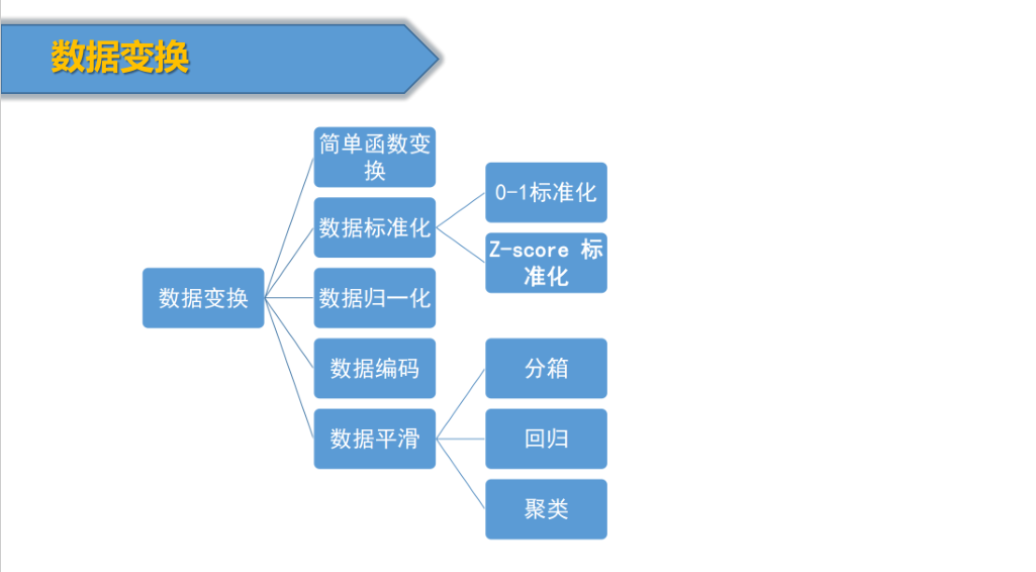 数据变换
简单函数变
换
0-1标准化
数据标准化
Z-score 标
准化
数据变换
数据归一化
数据编码
分箱
数据平滑
回归
聚类